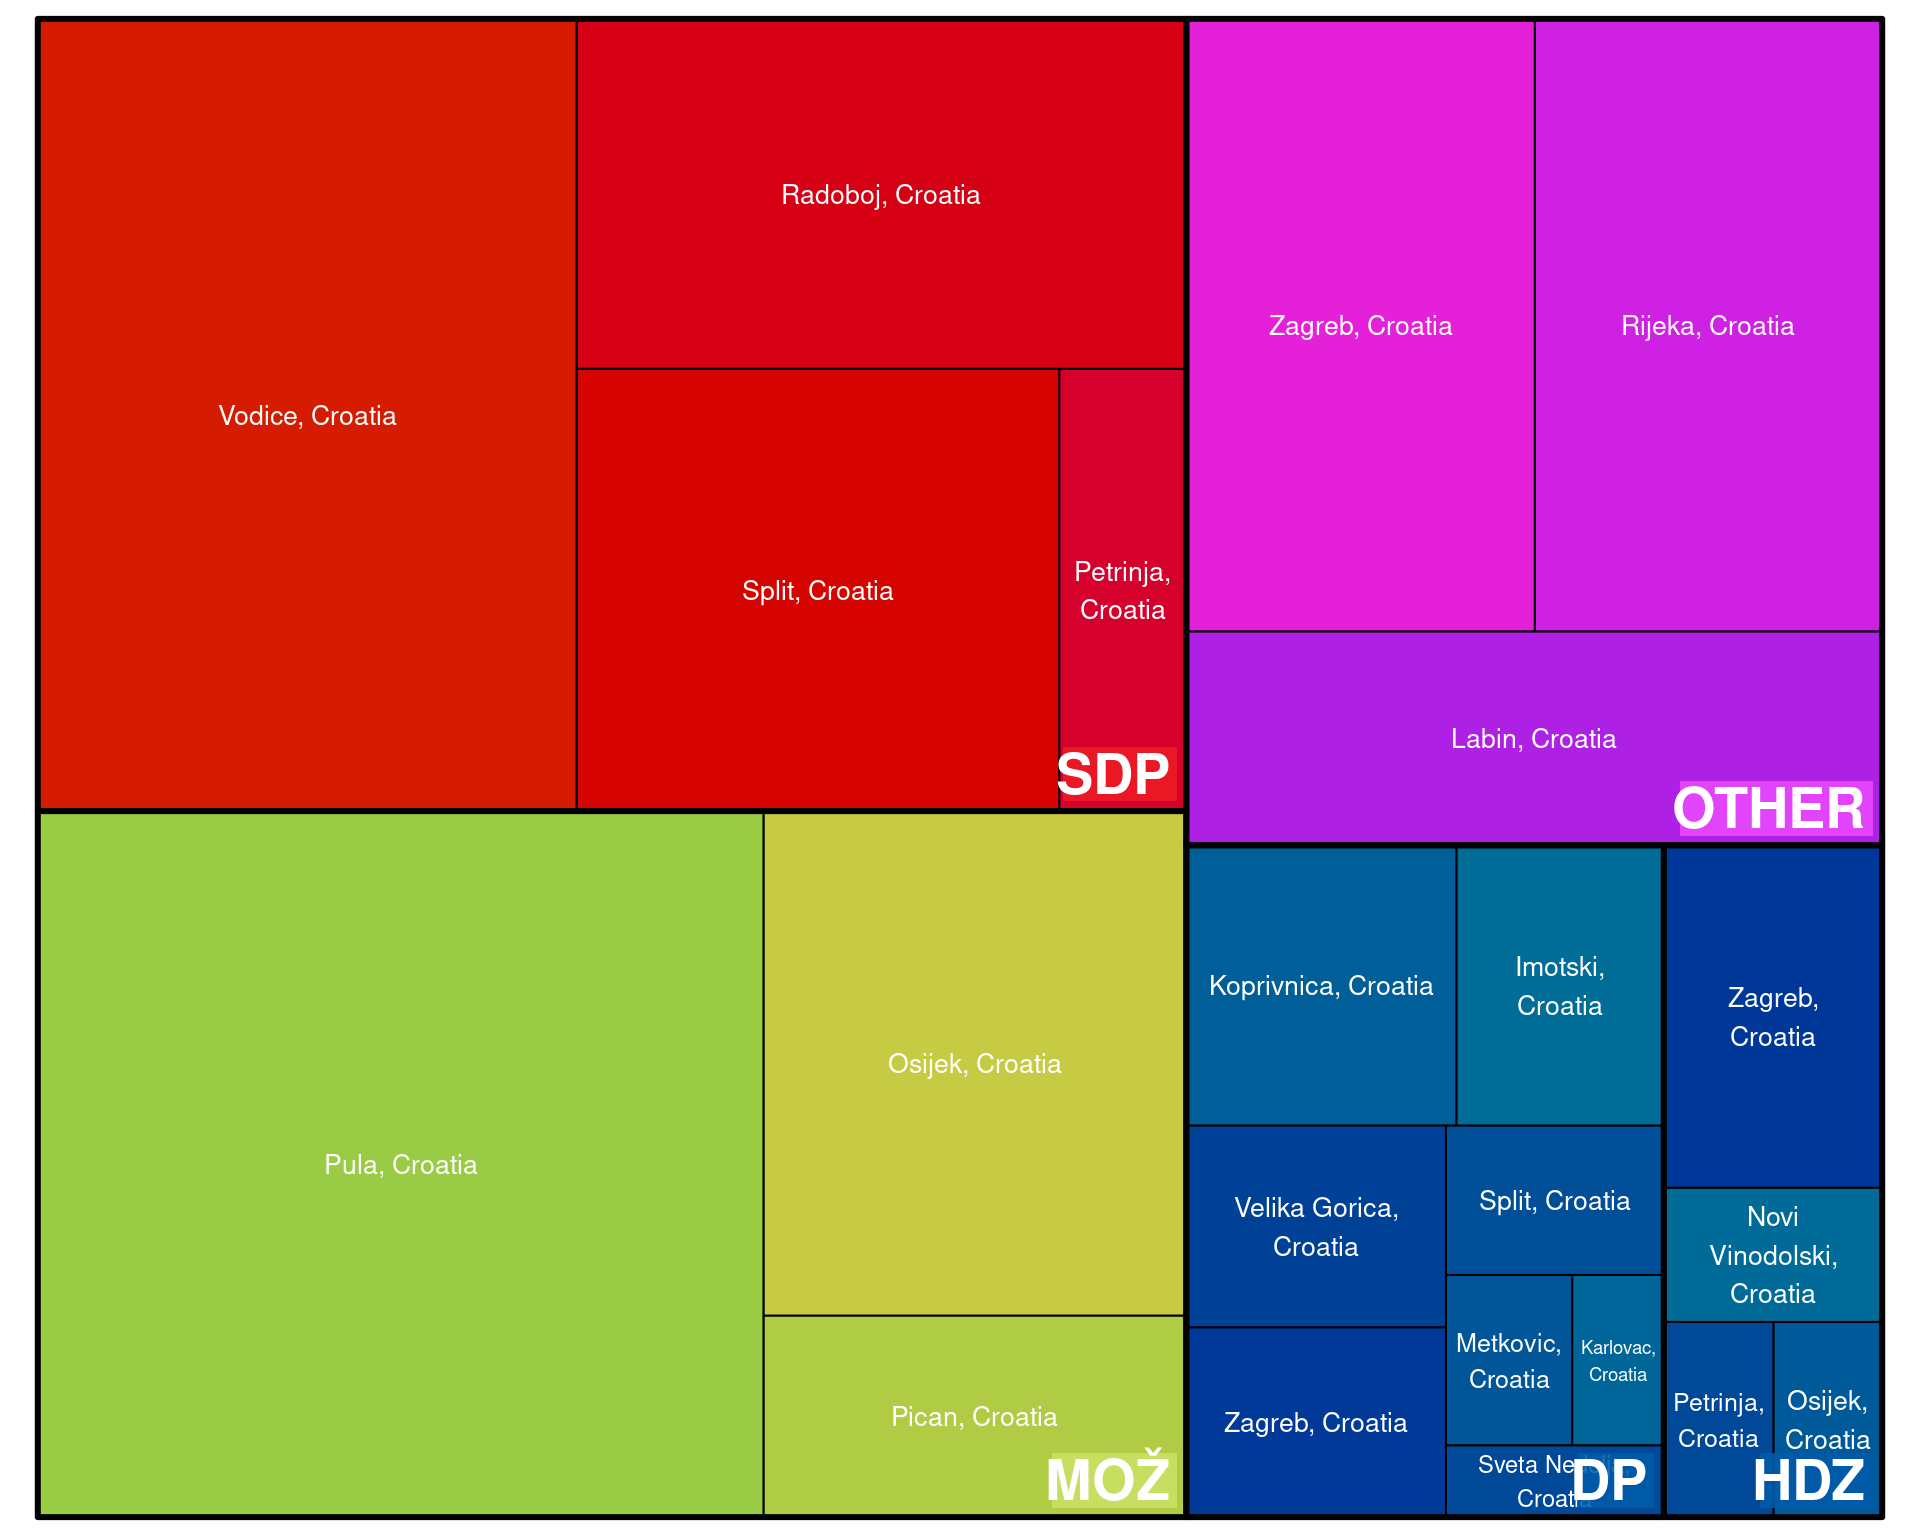 Vodice, Croatia
Radoboj, Croatia
Split, Croatia
Petrinja,
Croatia
SDP
Zagreb, Croatia
Rijeka, Croatia
Labin, Croatia
OTHER
Pula, Croatia
Osijek, Croatia
Pican, Croatia
MOŽ
Koprivnica, Croatia
Imotski,
Croatia
Velika Gorica,
Croatia
Split, Croatia
Zagreb, Croatia
Metkovic,
Croatia
Karlovac,
Croatia
Sveta
Croatia
DP
Zagreb,
Croatia
Novi
Vinodolski,
Croatia
Petrinja,
Croatia
Osijek,
Croatia
HDZ